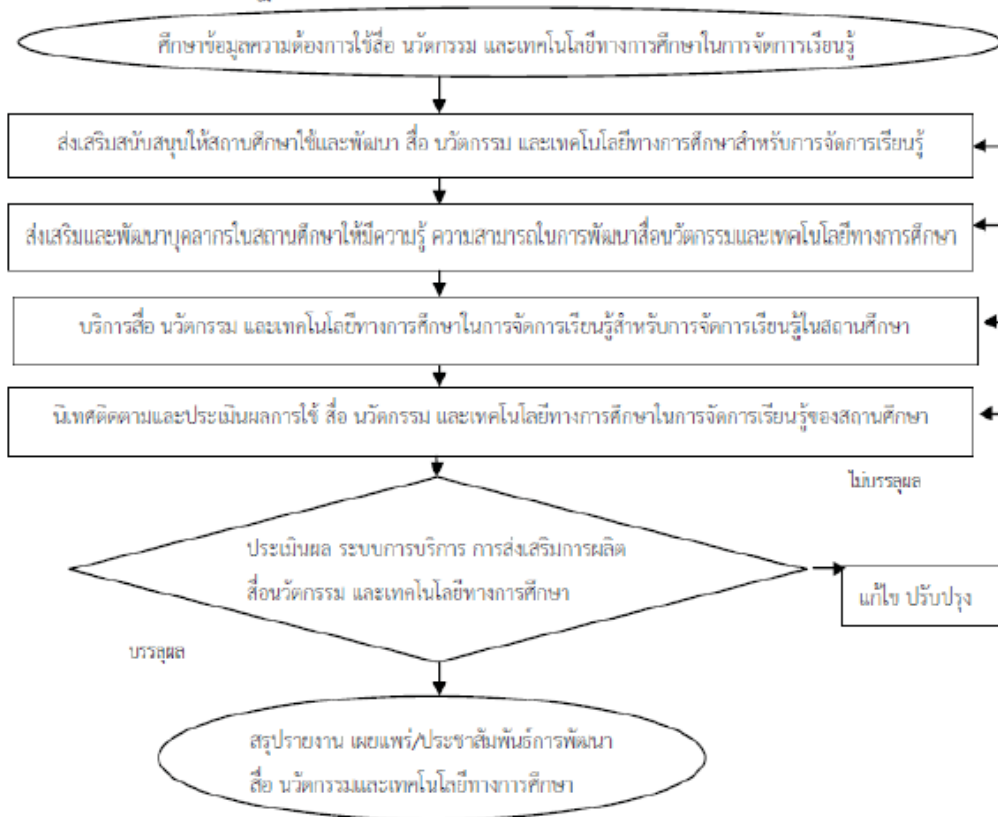 ศึกษาข้อมูลความต้องการใช้สื่อ นวัตกรรม และเทคโนโลยีทางการศึกษาในการจัดการเรียนรู้
ส่งเสริมสนับสนุนให้สถานศึกษาใช้และพัฒนา สื่อ นวัตกรรม และเทคโนโลยีทางการศึกษาสำหรับการจัดการเรียนรู้
ส่งเสริมและพัฒนาบุคลากรในสถานศึกษาให้มีความรู้ ความสามารถในการพัฒนาสื่อนวัตกรรมและเทคโนโลยีทางการศึกษา
บริการสื่อ นวัตกรรม และเทคโนโลยีทางการศึกษาในการจัดการเรียนรู้สำหรับการจัดการเรียนรู้ในสถานศึกษา
นิเทศติดตามและประเมินผลการใช้ สื่อ นวัตกรรม และเทคโนโลยีทางการศึกษาในการจัดการเรียนรู้ของสถานศึกษา
ไม่บรรลุผล
ประเมินผล ระบบการบริการ การส่งเสริมการผลิต
สื่อนวัตกรรม และเทคโนโลยีทางการศึกษา
แก้ไข ปรับปรุง
บรรลุผล
สรุปรายงาน เผยแพร่/ประชาสัมพันธ์การพัฒนา
สื่อ นวัตกรรมและเทคโนโลยีทางการศึกษา